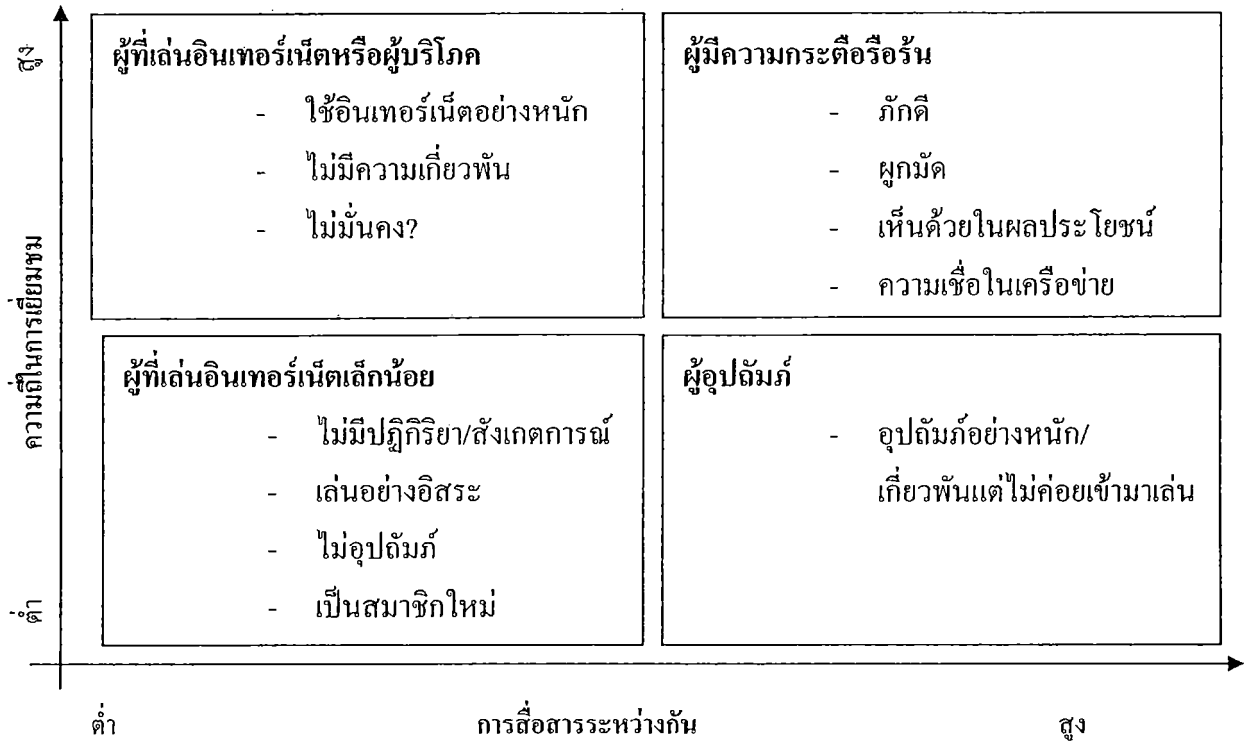 สูง
ความถี่ในการเยี่ยมชม
ต่ำ
ผู้ที่เล่นอินเทอร์เน็ตหรือผู้บริโภค
- ใช้อินเทอร์เน็ตอย่างหนัก
- ไม่มีความเกี่ยวพัน
- ไม่มั่นคง?
ผู้มีความกระตือรือร้น
- ภักดี
- ผูกมัด
- เห็นด้วยในผลประโยชน์
- ความเชื่อในเครือข่าย
ผู้ที่เล่นอินเทอร์เน็ตเล็กน้อย
- ไม่มีปฏิกิริยา/สังเกตการณ์
- เล่นอย่างอิสระ
- ไม่อุปถัมภ์
- เป็นสมาชิกใหม่
ผู้อุปถัมภ์
- อุปถัมภ์อย่างหนัก/
เกี่ยวพันแต่ไม่ค่อยเข้ามาเล่น
ต่ำ การสื่อสารระหว่างกัน สูง